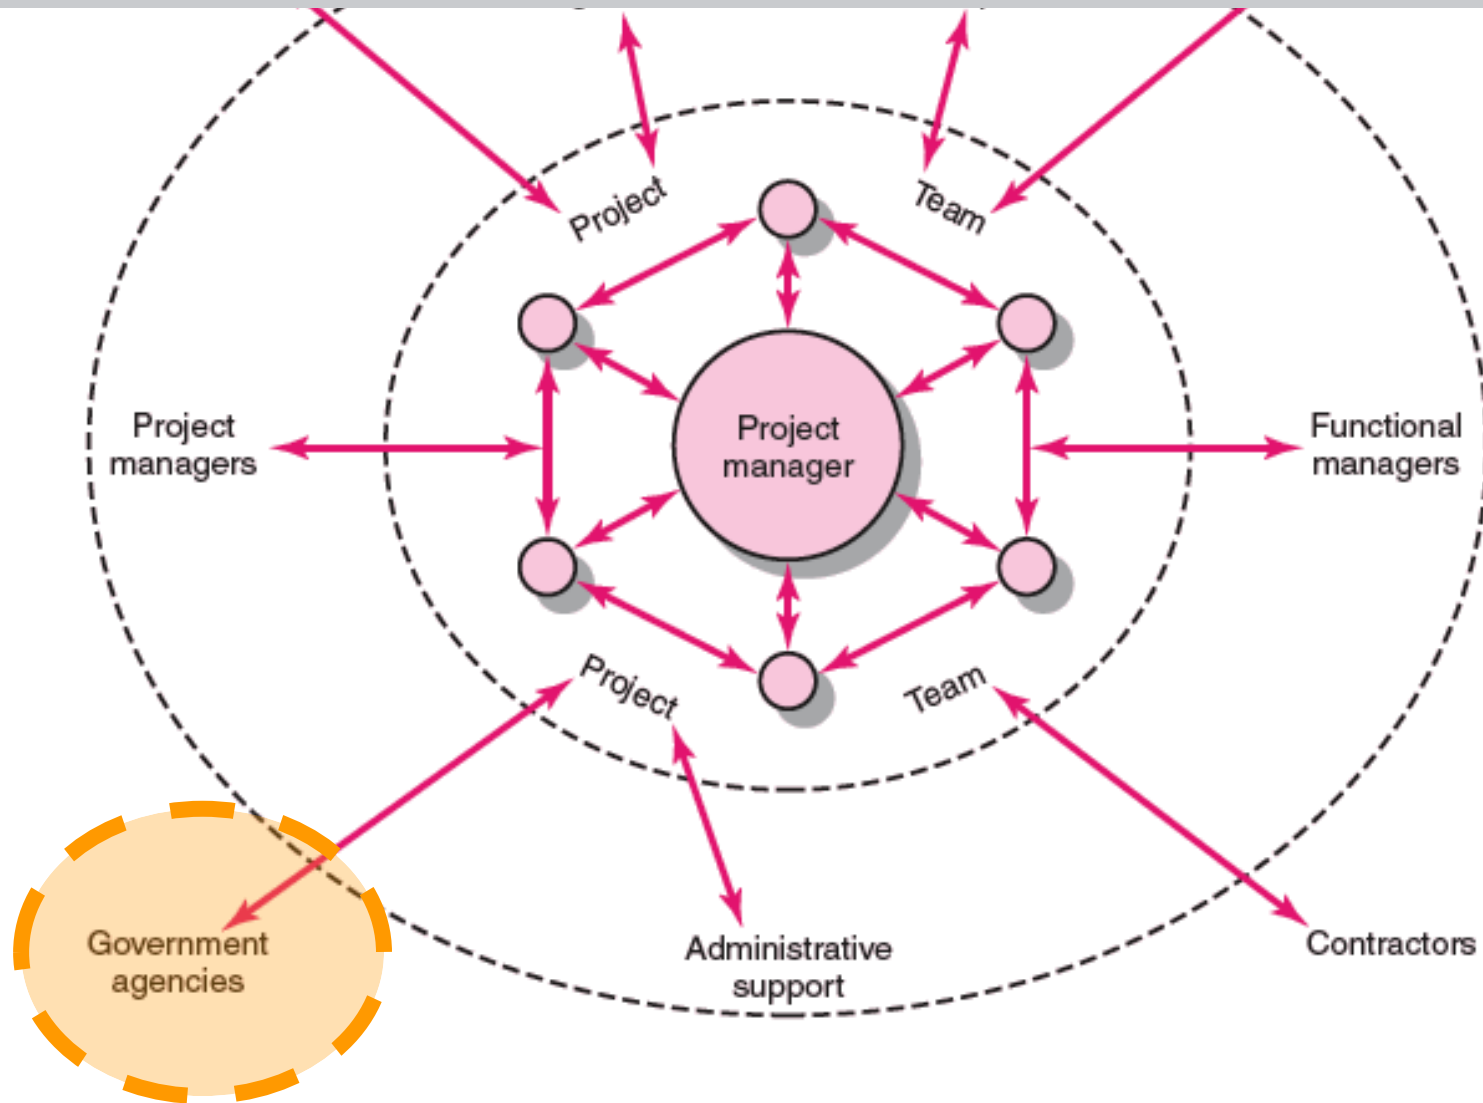 Project
Team
Project
managers
Project
manager
Functional
managers
Project
Team
Government
agencies
Administrative
support
Contractors